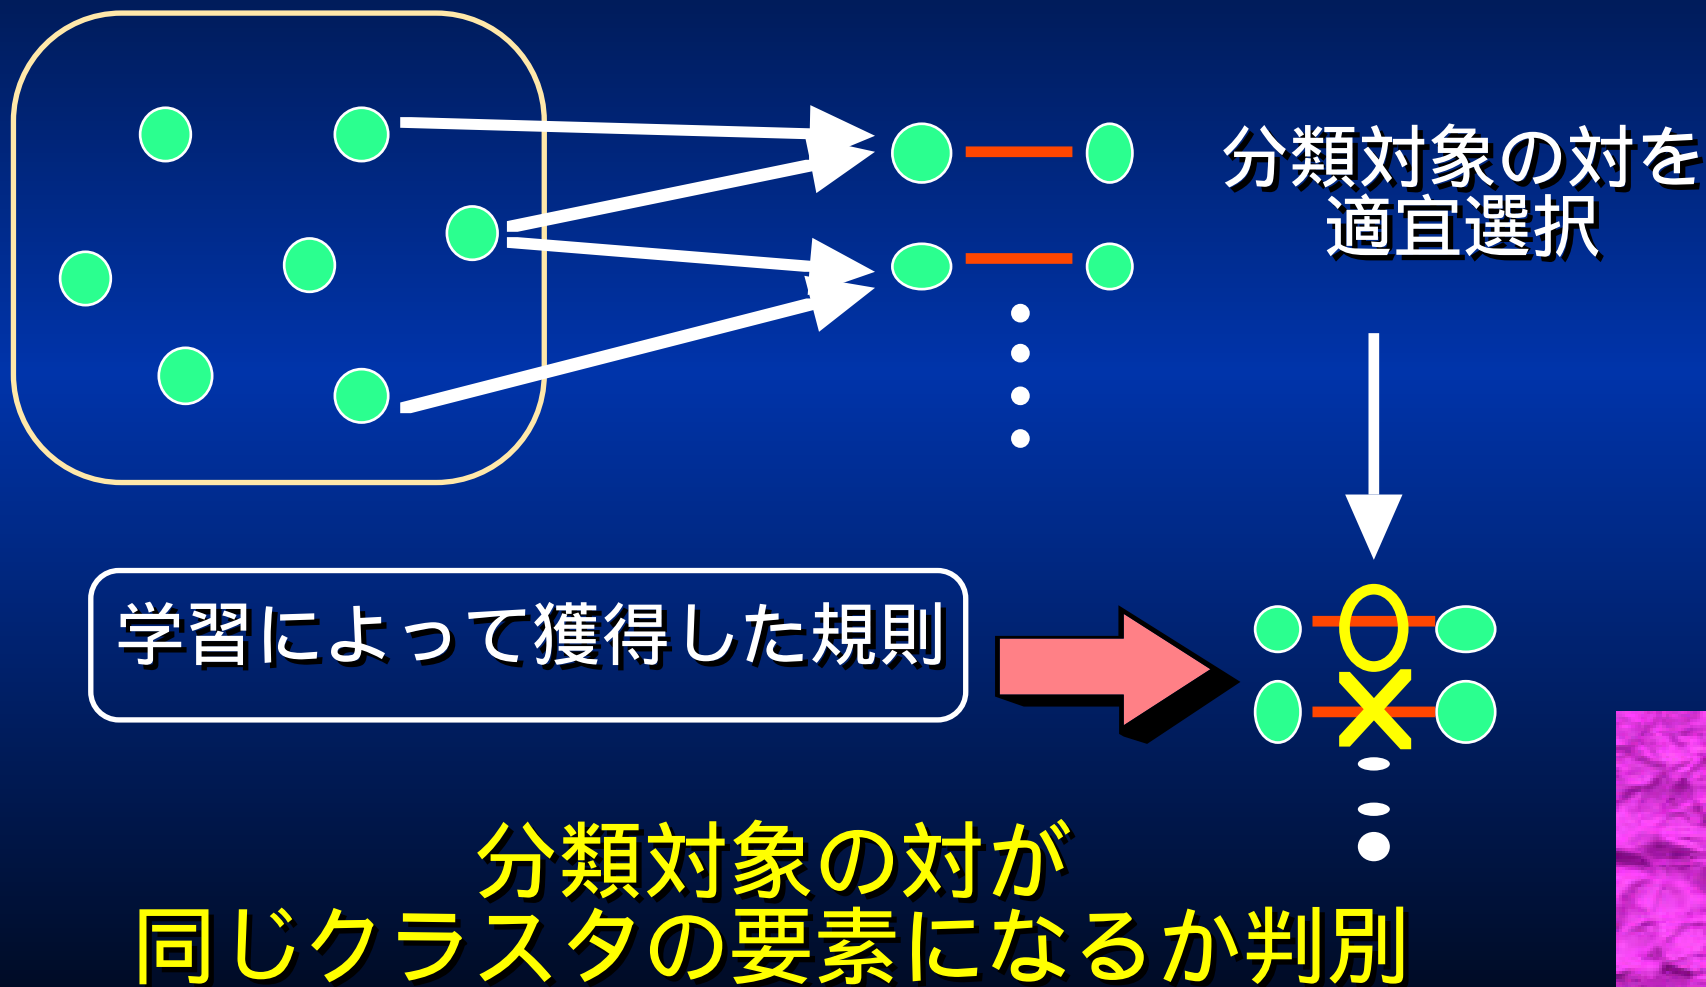 分類対象の対を
適宜選択
学習によって獲得した規則
分類対象の対が
同じクラスタの要素になるか判別